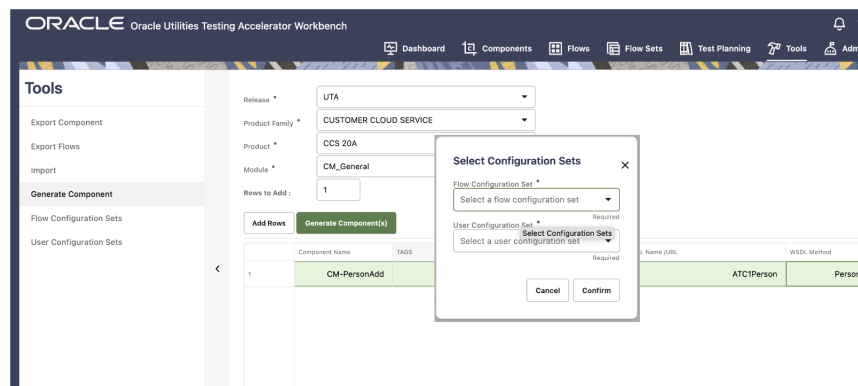 ORACLE Oracle Utilities Testing Accelerator Workbench
Dashboard Components Flows Flow Sets Test Planning Tools Adm
Tools
Export Component
Export Flows
Import
Generate Component
Flow Configuration Sets
User Configuration Sets
Release * UTA
Product Family * CUSTOMER CLOUD SERVICE
Product * CCS 20A
Module * CM_General
Rows to Add : 1
Add Rows Generate Component(s)
Component Name TAGS L Name /URL WSDL Method
1 CM-PersonAdd ATC1Person Person
Select Configuration Sets
Flow Configuration Set *
Select a flow configuration set
Required
User Configuration Set *
Select Configuration Sets
Select a user configuration set
Required
Cancel Confirm